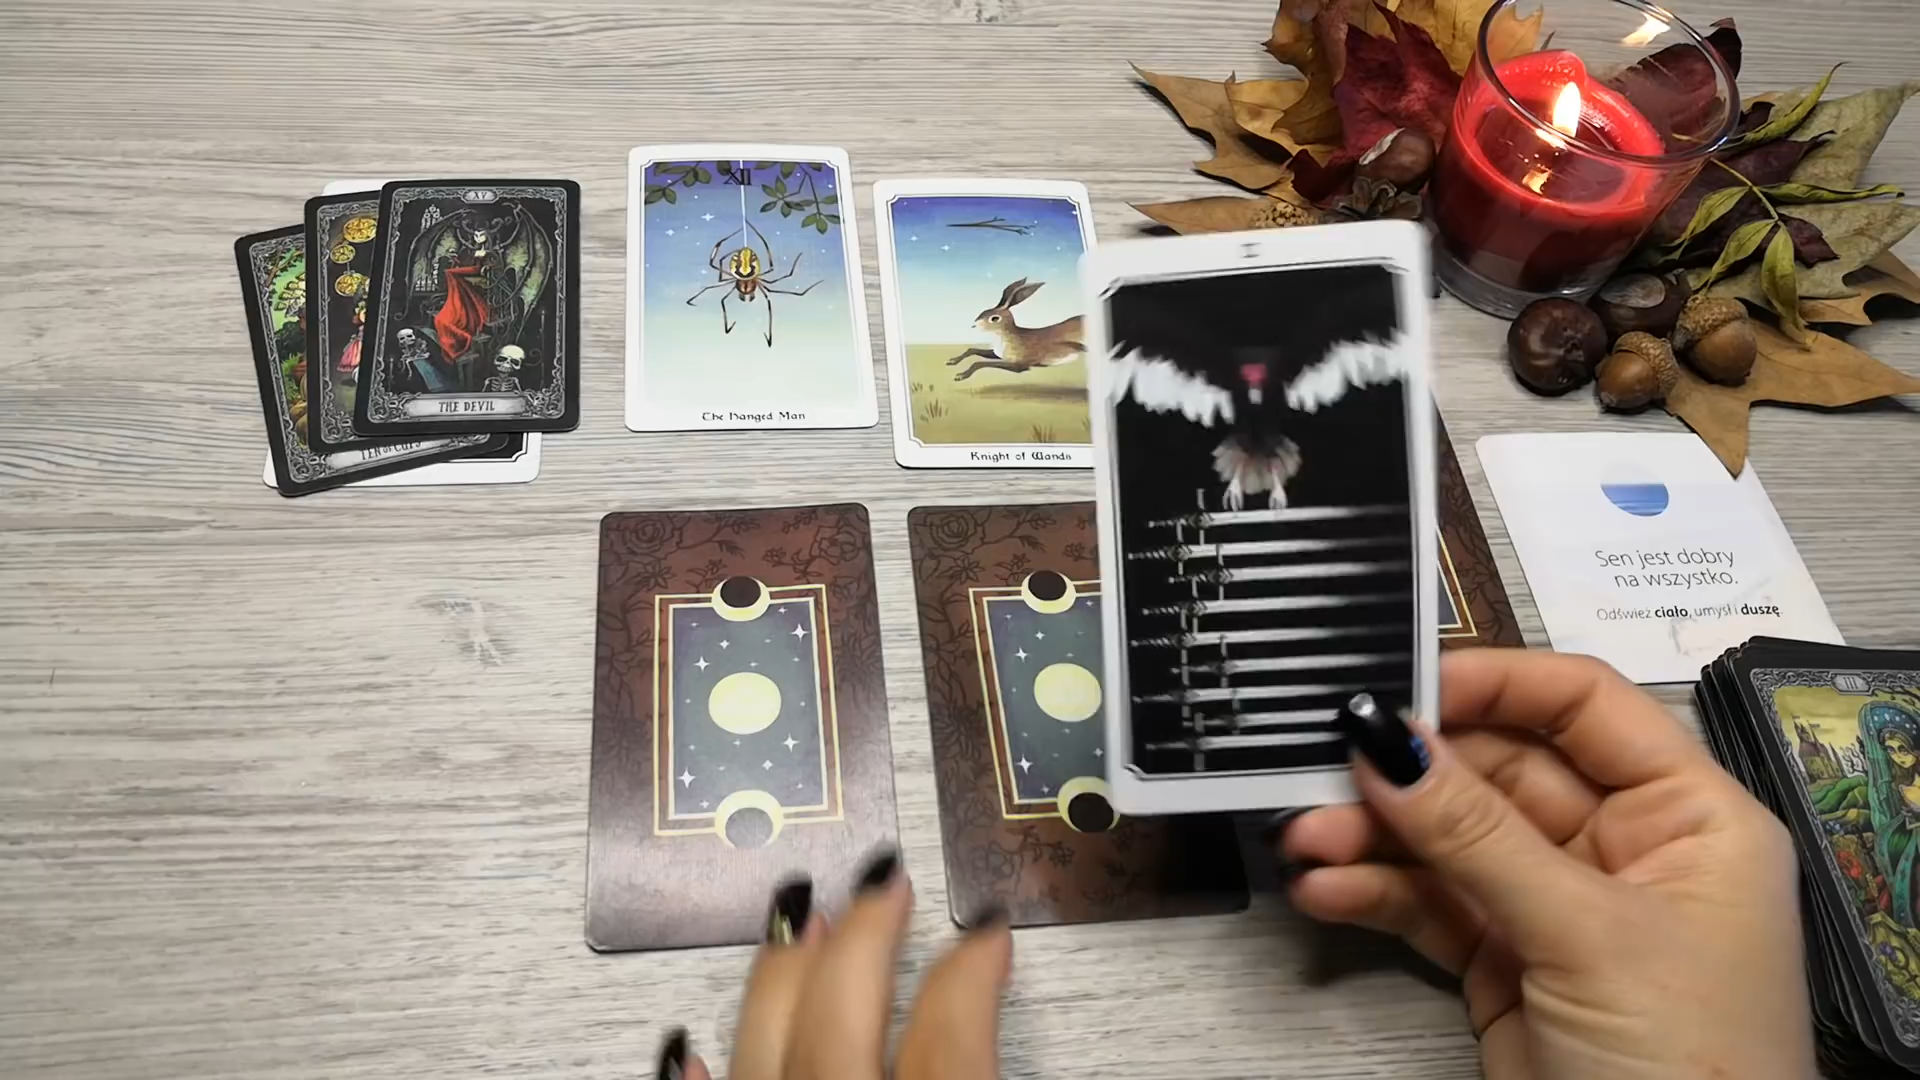 XV
THE DEVIL
TEN OF CUPS
XII
The Hanged Man
Knight of Wands
Sen jest dobry
na wszystko.
Odśwież ciało, umysł i duszę.
III